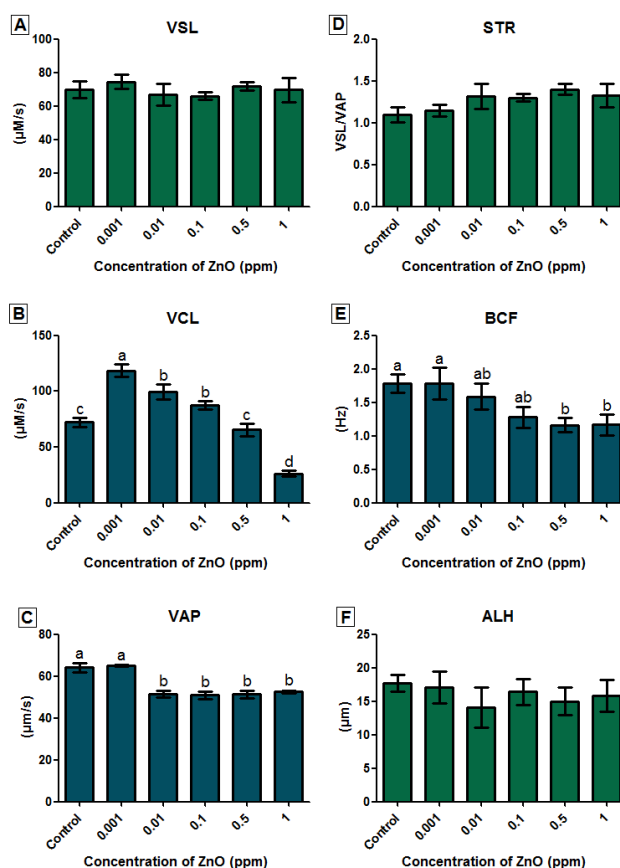 A
VSL
(µM/s)
100
80
60
40
20
0
Control
0.001
0.01
0.1
0.5
1
Concentration of ZnO (ppm)
D
STR
VSL/VAP
2.0
1.5
1.0
0.5
0.0
Control
0.001
0.01
0.1
0.5
1
Concentration of ZnO (ppm)
B
VCL
(µM/s)
150
100
50
0
c
a
b
b
c
d
Control
0.001
0.01
0.1
0.5
1
Concentration of ZnO (ppm)
E
BCF
(Hz)
2.5
2.0
1.5
1.0
0.5
0.0
a
a
ab
ab
b
b
Control
0.001
0.01
0.1
0.5
1
Concentration of ZnO (ppm)
C
VAP
(µm/s)
80
60
40
20
0
a
a
b
b
b
b
Control
0.001
0.01
0.1
0.5
1
Concentration of ZnO (ppm)
F
ALH
(µm)
25
20
15
10
5
0
Control
0.001
0.01
0.1
0.5
1
Concentration of ZnO (ppm)